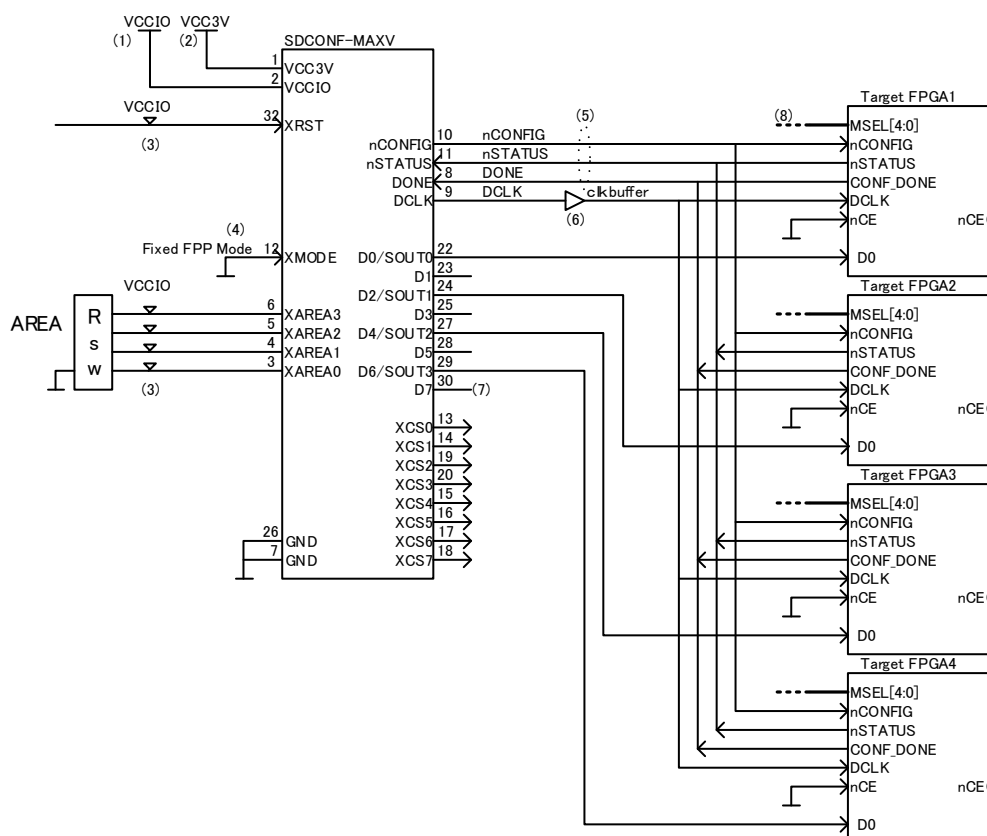 VCCIO
(1)
VCC3V
(2)
SDCONF-MAXV
1
VCC3V
2
VCCIO
VCCIO
32
XRST
(3)
nCONFIG
10
nCONFIG
nSTATUS
11
nSTATUS
DONE
8
DONE
DCLK
9
DCLK
(5)
clkbuffer
(6)
(4)
Fixed FPP Mode
12
XMODE
D0/SOUT0
22
D1
23
D2/SOUT1
24
D3
25
D4/SOUT2
27
D5
28
D6/SOUT3
29
D7
30
(7)
VCCIO
AREA
R
s
w
6
XAREA3
5
XAREA2
4
XAREA1
3
XAREA0
(3)
XCS0
13
XCS1
14
XCS2
19
XCS3
20
XCS4
15
XCS5
16
XCS6
17
XCS7
18
26
GND
7
GND
Target FPGA1
(8)
MSEL[4:0]
nCONFIG
nSTATUS
CONF_DONE
DCLK
nCE
nCE
D0
Target FPGA2
MSEL[4:0]
nCONFIG
nSTATUS
CONF_DONE
DCLK
nCE
nCE
D0
Target FPGA3
MSEL[4:0]
nCONFIG
nSTATUS
CONF_DONE
DCLK
nCE
nCE
D0
Target FPGA4
MSEL[4:0]
nCONFIG
nSTATUS
CONF_DONE
DCLK
nCE
nCE
D0